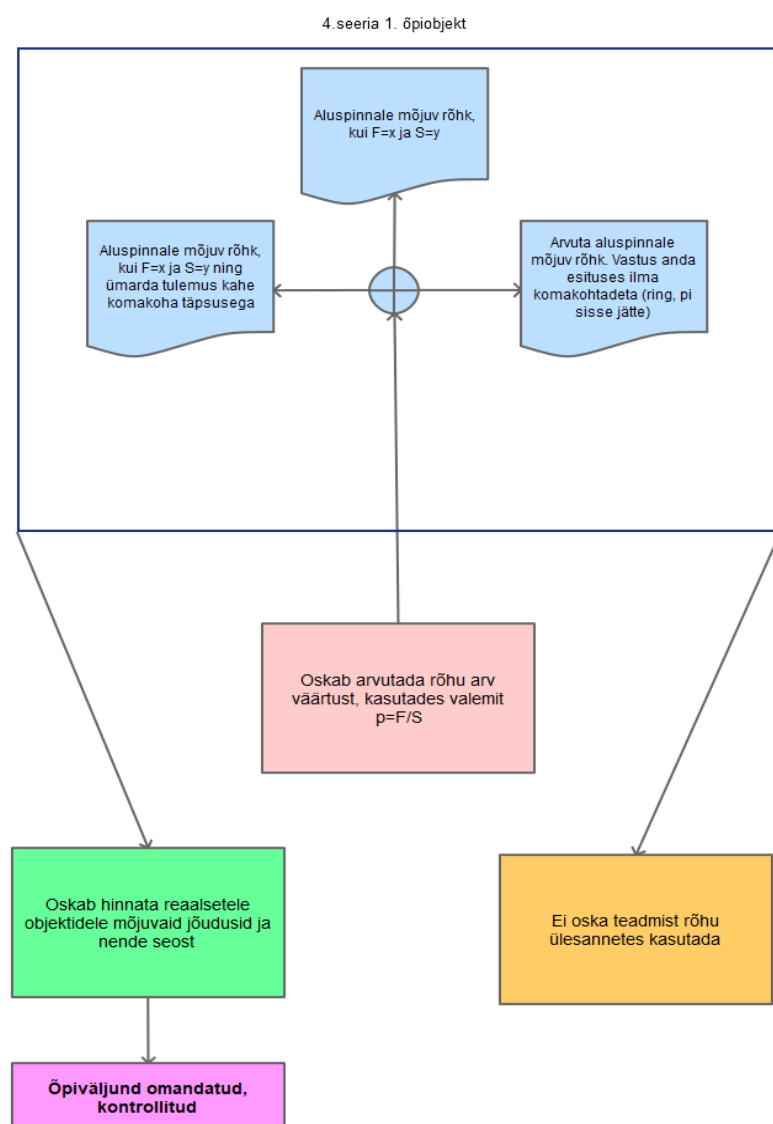 4.seeria 1. õpiobjekt
Aluspinnale mõjuv rõhk,
kui F=x ja S=y
Aluspinnale mõjuv rõhk,
kui F=x ja S=y ning
ümarda tulemus kahe
komakoha täpsusega
Arvuta aluspinnale
mõjuv rõhk. Vastus anda
esituses ilma
komakohtadeta (ring, pi
sisse jätte)
Oskab arvutada rõhu arv
väärtust, kasutades valemit
p=F/S
Oskab hinnata reaalsetele
objektidele mõjuvaid jõudusid ja
nende seost
Ei oska teadmist rõhu
ülesannetes kasutada
Õpiväljund omandatud,
kontrollitud